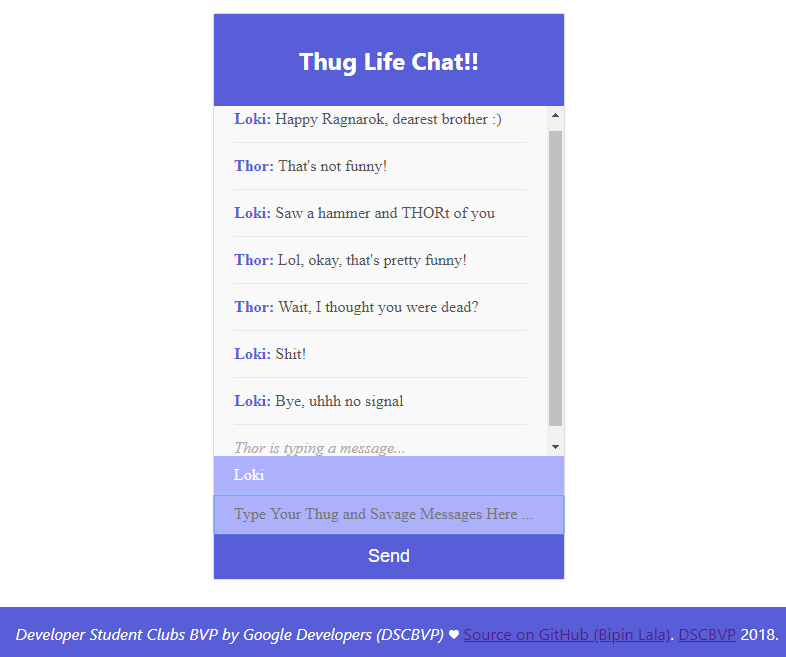 Thug Life Chat!!
Loki: Happy Ragnarok, dearest brother :)
Thor: That's not funny!
Loki: Saw a hammer and THORt of you
Thor: Lol, okay, that's pretty funny!
Thor: Wait, I thought you were dead?
Loki: Shit!
Loki: Bye, uhhh no signal
Thor is typing a message...
Loki
Type Your Thug and Savage Messages Here ...
Send
Developer Student Clubs BVP by Google Developers (DSCBVP) ♥ Source on GitHub (Bipin Lala). DSCBVP 2018.